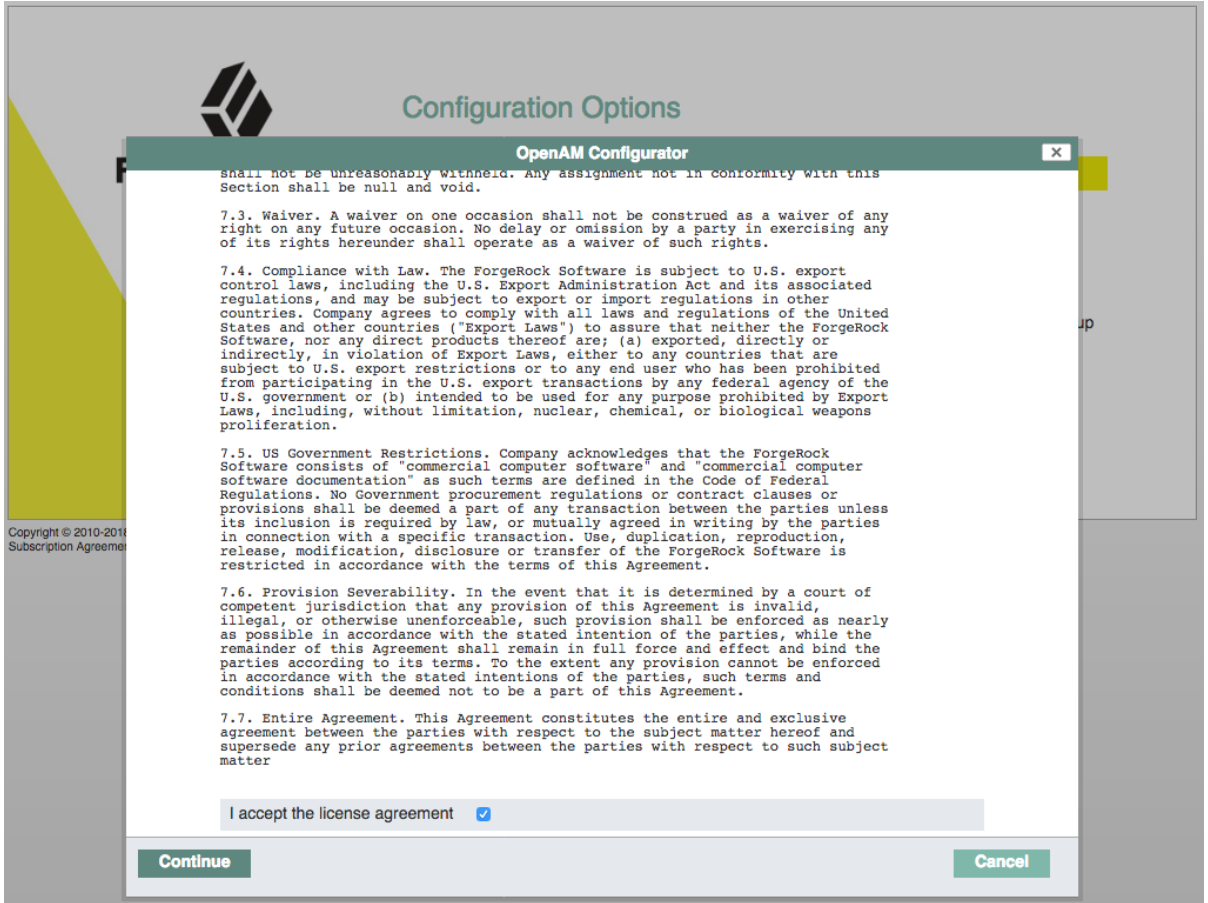 Configuration Options
OpenAM Configurator
F
shall not be unreasonably withheld. Any assignment not in conformity with this
Section shall be null and void.
7.3. Waiver. A waiver on one occasion shall not be construed as a waiver of any
right on any future occasion. No delay or omission by a party in exercising any
of its rights hereunder shall operate as a waiver of such rights.
7.4. Compliance with Law. The ForgeRock Software is subject to U.S. export
control laws, including the U.S. Export Administration Act and its associated
regulations, and may be subject to export or import regulations in other
countries. Company agrees to comply with all laws and regulations of the United
States and other countries ("Export Laws") to assure that neither the ForgeRock
Software, nor any direct products thereof are; (a) exported, directly or
indirectly, in violation of Export Laws, either to any countries that are
subject to U.S. export restrictions or to any end user who has been prohibited
from participating in the U.S. export transactions by any federal agency of the
U.S. government or (b) intended to be used for any purpose prohibited by Export
Laws, including, without limitation, nuclear, chemical, or biological weapons
proliferation.
up
7.5. US Government Restrictions. Company acknowledges that the ForgeRock
Software consists of "commercial computer software" and "commercial computer
software documentation" as such terms are defined in the Code of Federal
Regulations. No Government procurement regulations or contract clauses or
provisions shall be deemed a part of any transaction between the parties unless
its inclusion is required by law, or mutually agreed in writing by the parties
in connection with a specific transaction. Use, duplication, reproduction,
release, modification, disclosure or transfer of the ForgeRock Software is
restricted in accordance with the terms of this Agreement.
Copyright © 2010-2018
Subscription Agreemen
7.6. Provision Severability. In the event that it is determined by a court of
competent jurisdiction that any provision of this Agreement is invalid,
illegal, or otherwise unenforceable, such provision shall be enforced as nearly
as possible in accordance with the stated intention of the parties, while the
remainder of this Agreement shall remain in full force and effect and bind the
parties according to its terms. To the extent any provision cannot be enforced
in accordance with the stated intentions of the parties, such terms and
conditions shall be deemed not to be a part of this Agreement.
7.7. Entire Agreement. This Agreement constitutes the entire and exclusive
agreement between the parties with respect to the subject matter hereof and
supersede any prior agreements between the parties with respect to such subject
matter
I accept the license agreement
Continue
Cancel